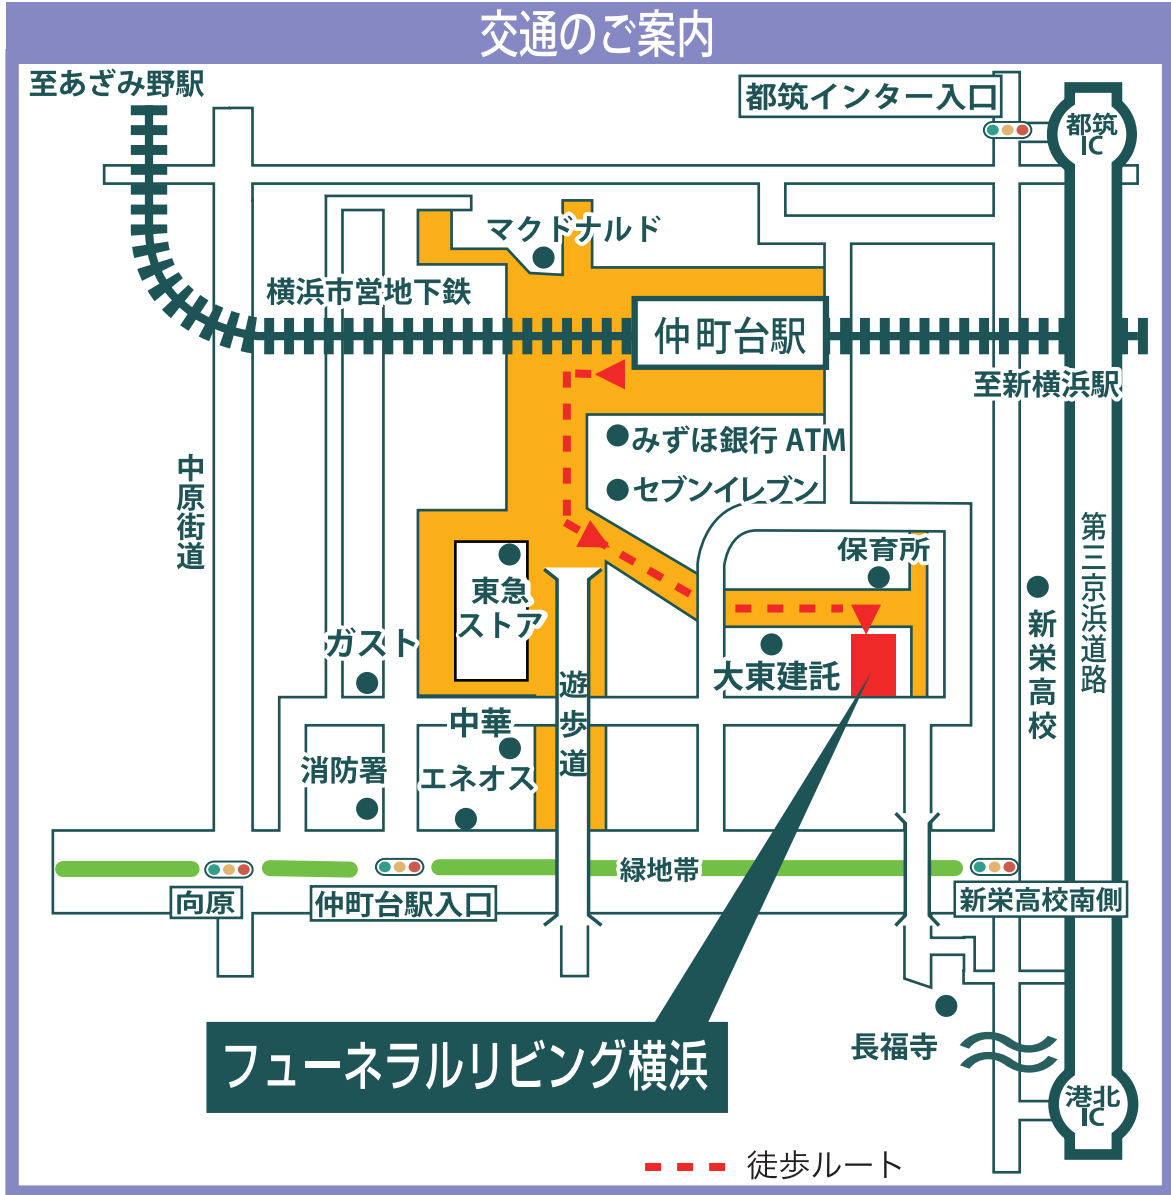 交通のご案内
至あざみ野駅
都筑インター入口
都筑
IC
マクドナルド
横浜市営地下鉄
仲町台駅
至新横浜駅
みずほ銀行 ATM
セブンイレブン
中原街道
第三京浜道路
保育所
東急
ストア
新栄高校
ガスト
大東建託
遊歩道
中華
消防署
エネオス
緑地帯
向原
仲町台駅入口
新栄高校南側
長福寺
フューネラルリビング横浜
港北
IC
徒歩ルート